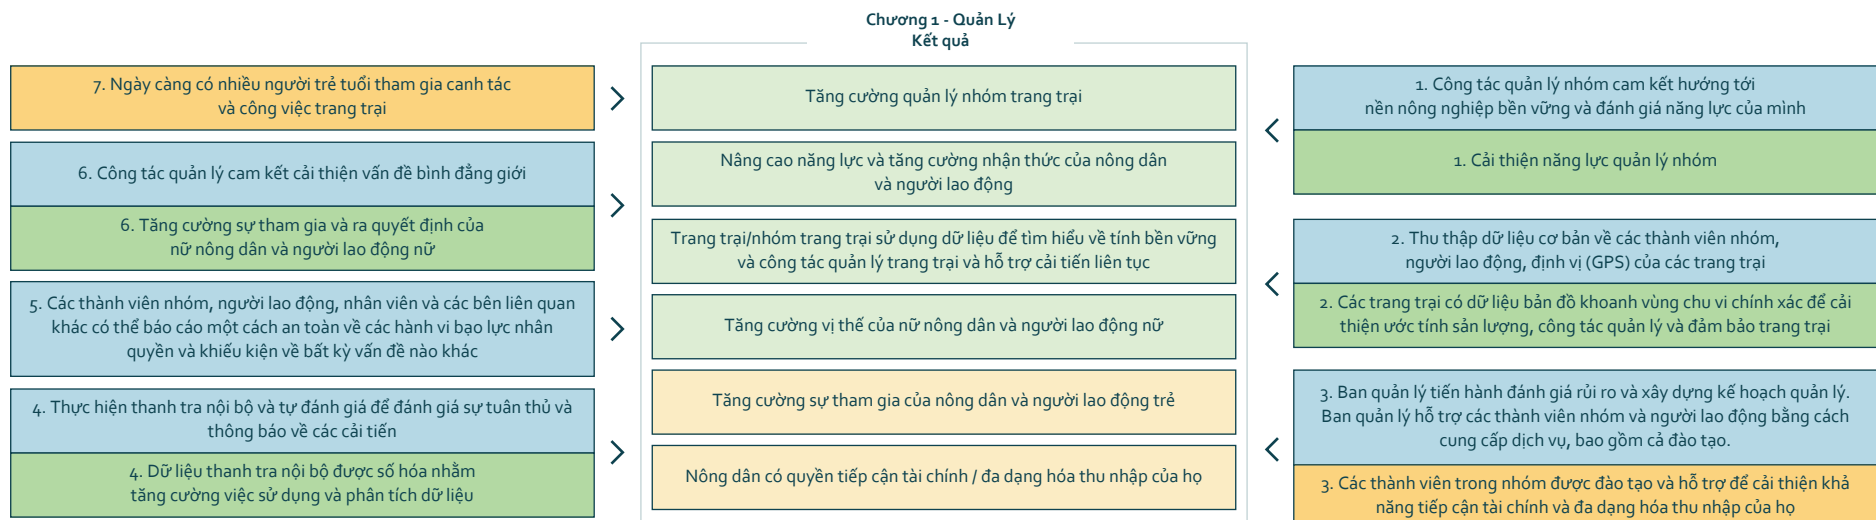 Chương 1 - Quản Lý
Kết quả
7. Ngày càng có nhiều người trẻ tuổi tham gia canh tác
và công việc trang trại
6. Công tác quản lý cam kết cải thiện vấn đề bình đẳng giới
6. Tăng cường sự tham gia và ra quyết định của
nữ nông dân và người lao động nữ
5. Các thành viên nhóm, người lao động, nhân viên và các bên liên quan
khác có thể báo cáo một cách an toàn về các hành vi bạo lực nhân
quyền và khiếu kiện về bất kỳ vấn đề nào khác
4. Thực hiện thanh tra nội bộ và tự đánh giá để đánh giá sự tuân thủ và
thông báo về các cải tiến
4. Dữ liệu thanh tra nội bộ được số hóa nhằm
tăng cường việc sử dụng và phân tích dữ liệu
Tăng cường quản lý nhóm trang trại
Nâng cao năng lực và tăng cường nhận thức của nông dân
và người lao động
Trang trại/nhóm trang trại sử dụng dữ liệu để tìm hiểu về tính bền vững
và công tác quản lý trang trại và hỗ trợ cải tiến liên tục
Tăng cường vị thế của nữ nông dân và người lao động nữ
Tăng cường sự tham gia của nông dân và người lao động trẻ
Nông dân có quyền tiếp cận tài chính / đa dạng hóa thu nhập của họ
1. Công tác quản lý nhóm cam kết hướng tới
nền nông nghiệp bền vững và đánh giá năng lực của mình
1. Cải thiện năng lực quản lý nhóm
2. Thu thập dữ liệu cơ bản về các thành viên nhóm,
người lao động, định vị (GPS) của các trang trại
2. Các trang trại có dữ liệu bản đồ khoanh vùng chu vi chính xác để cải
thiện ước tính sản lượng, công tác quản lý và đảm bảo trang trại
3. Ban quản lý tiến hành đánh giá rủi ro và xây dựng kế hoạch quản lý.
Ban quản lý hỗ trợ các thành viên nhóm và người lao động bằng cách
cung cấp dịch vụ, bao gồm cả đào tạo.
3. Các thành viên trong nhóm được đào tạo và hỗ trợ để cải thiện khả
năng tiếp cận tài chính và đa dạng hóa thu nhập của họ